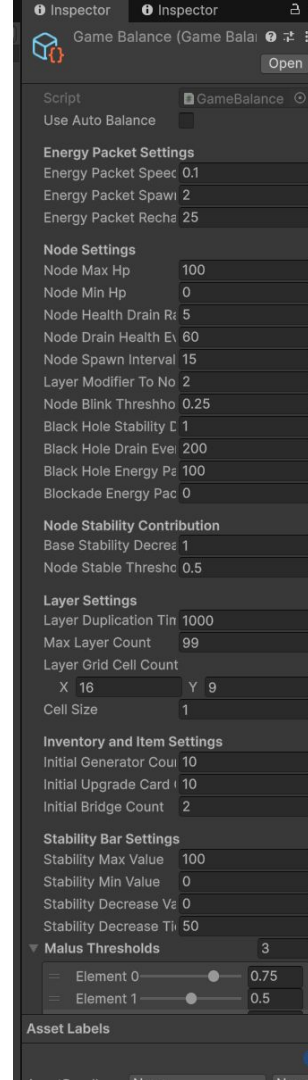 Inspector Inspector
Game Balance (Game Balar
Open
Script GameBalance
Use Auto Balance
Energy Packet Settings
Energy Packet Speec 0.1
Energy Packet Spawi 2
Energy Packet Recha 25
Node Settings
Node Max Hp 100
Node Min Hp 0
Node Health Drain Ra 5
Node Drain Health Ev 60
Node Spawn Interval 15
Layer Modifier To No 2
Node Blink Threshho 0.25
Black Hole Stability D 1
Black Hole Drain Eve 200
Black Hole Energy Pa 100
Blockade Energy Pac 0
Node Stability Contribution
Base Stability Decrea 1
Node Stable Threshc 0.5
Layer Settings
Layer Duplication Tim 1000
Max Layer Count 99
Layer Grid Cell Count
X 16 Y 9
Cell Size 1
Inventory and Item Settings
Initial Generator Cour 10
Initial Upgrade Card ( 10
Initial Bridge Count 2
Stability Bar Settings
Stability Max Value 100
Stability Min Value 0
Stability Decrease Va 0
Stability Decrease Ti 50
Malus Thresholds 3
Element 0 0.75
Element 1 0.5
Asset Labels